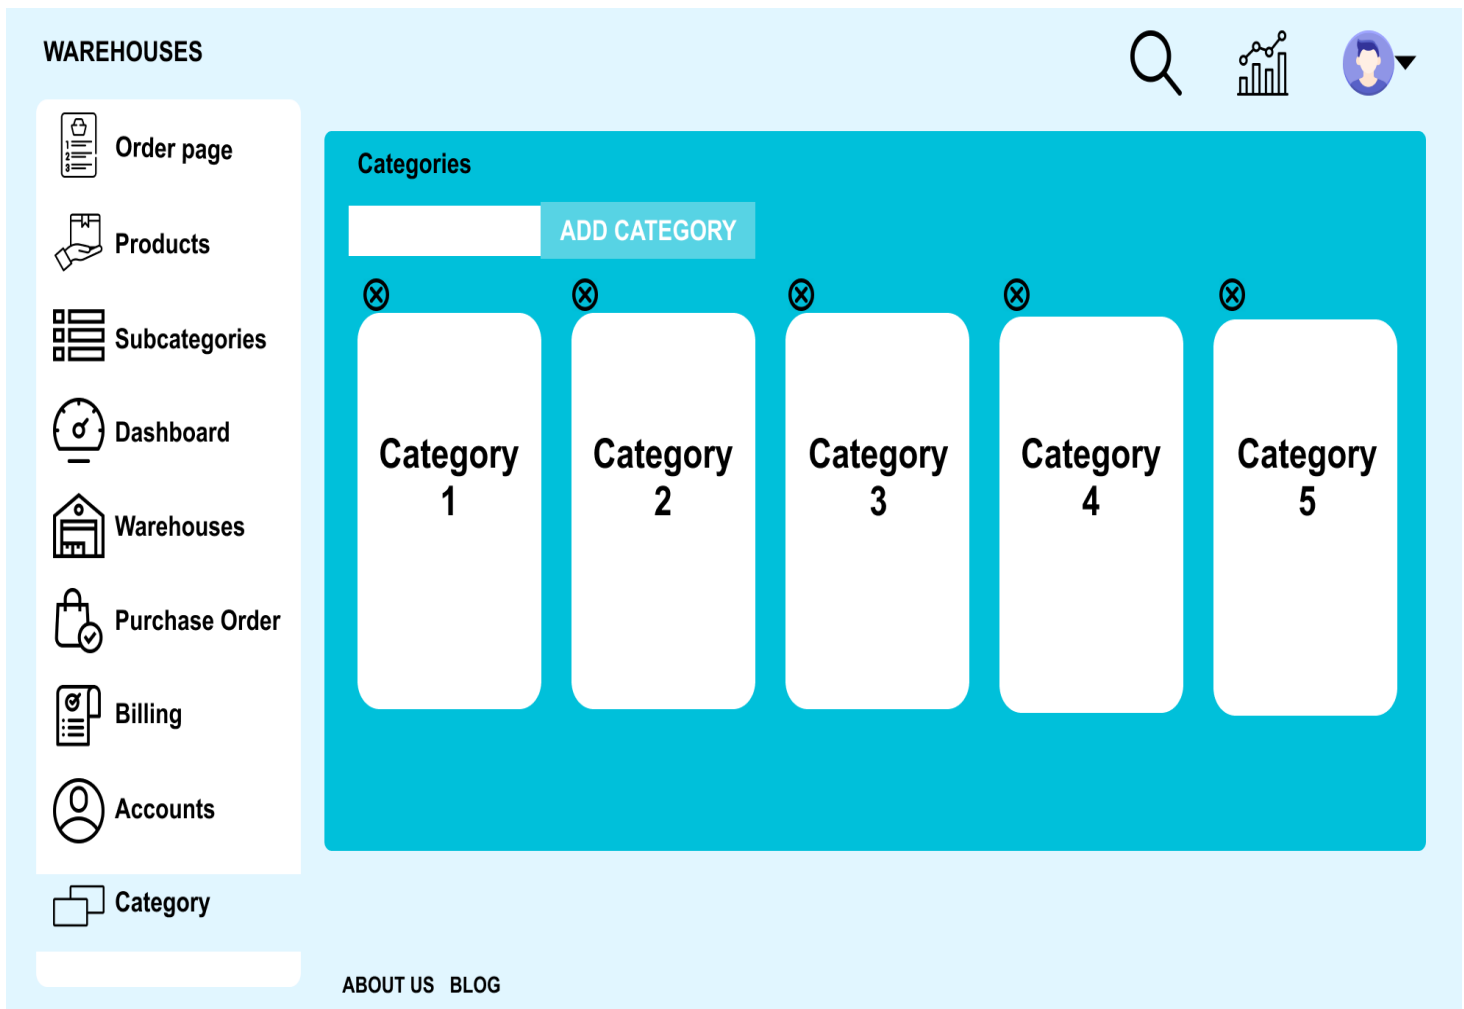 WAREHOUSES
Order page
Products
Subcategories
Dashboard
Warehouses
Purchase Order
Billing
Accounts
Category
Categories
ADD CATEGORY
Category
1
Category
2
Category
3
Category
4
Category
5
ABOUT US BLOG